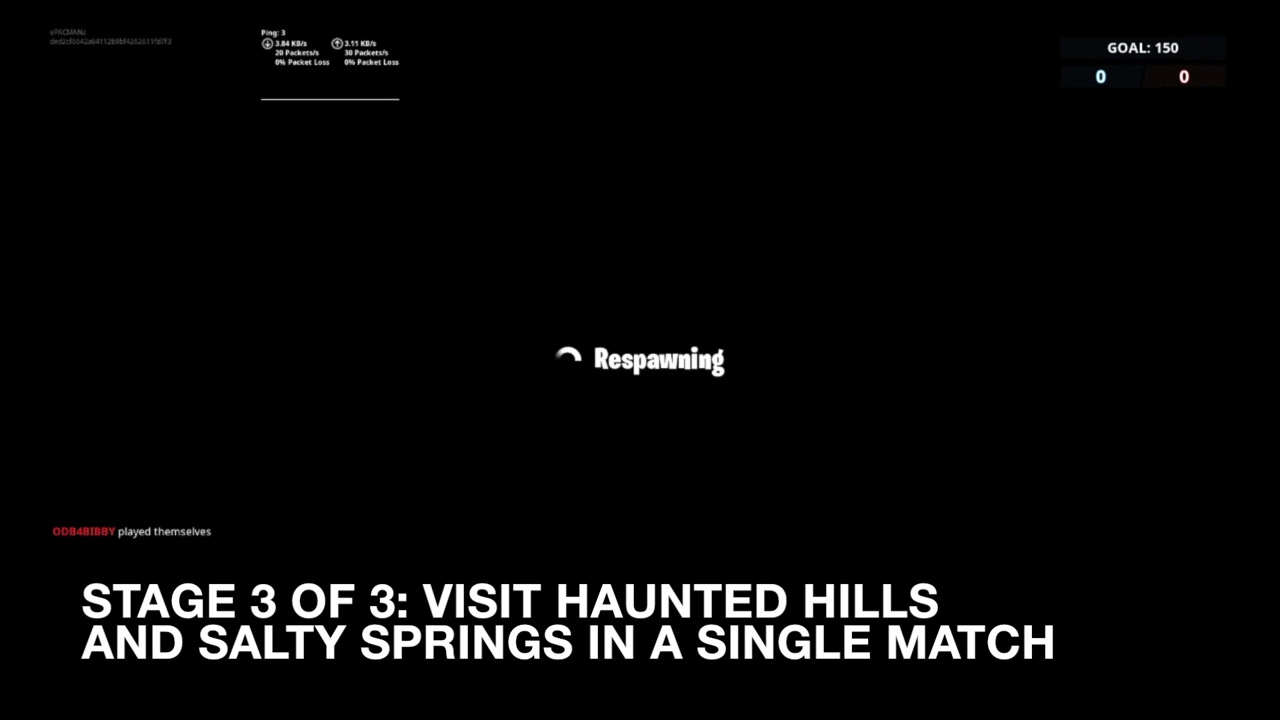 ePACMANz
Ping: 3
3.84 KB/s 3.11 KB/s
20 Packets/s 30 Packets/s
0% Packet Loss 0% Packet Loss
GOAL: 150
0 0
Respawning
ODB4BIBBY played themselves
STAGE 3 OF 3: VISIT HAUNTED HILLS
AND SALTY SPRINGS IN A SINGLE MATCH